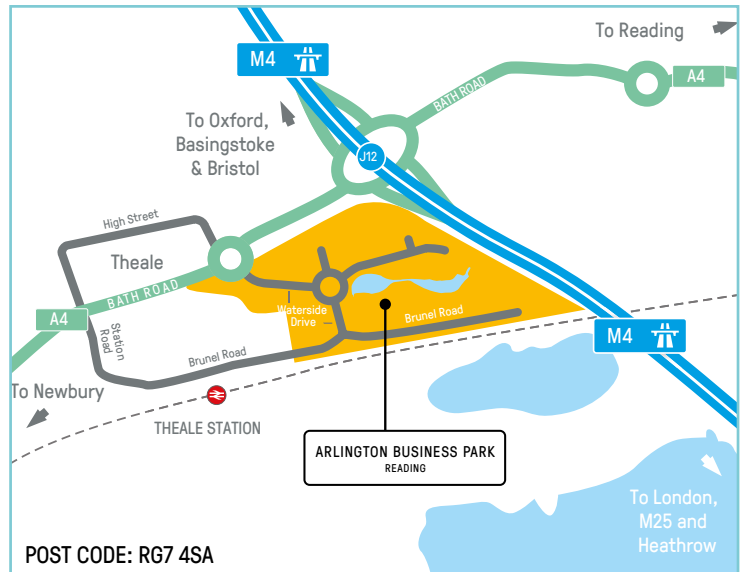 To Reading
M4
A4
BATH ROAD
To Oxford,
Basingstoke
& Bristol
J12
High Street
Theale
BATH ROAD
A4
Station
Road
Waterside
Drive
Brunel Road
Brunel Road
M4
To Newbury
THEALE STATION
ARLINGTON BUSINESS PARK
READING
To London,
M25 and
Heathrow
POST CODE: RG7 4SA